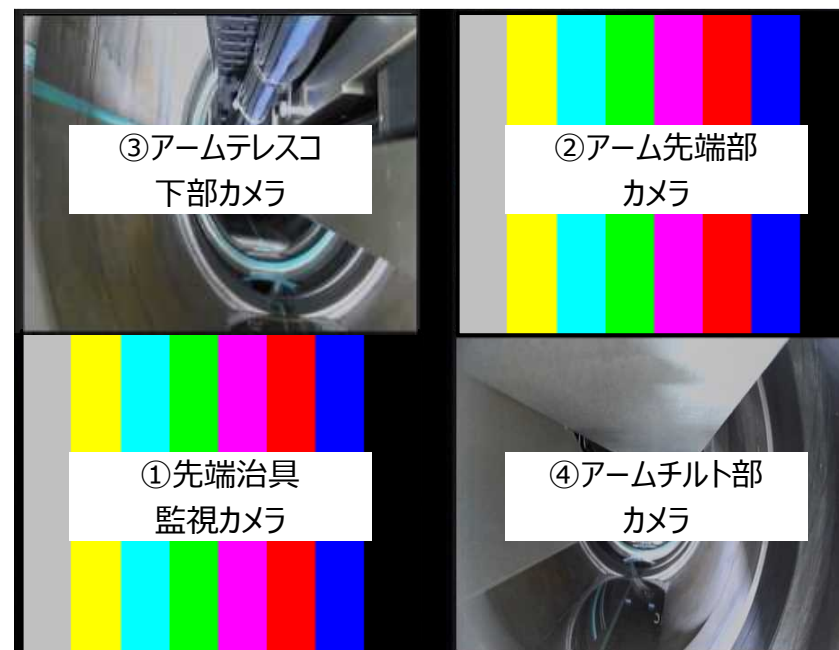 ③アームテレスコ
下部カメラ
②アーム先端部
カメラ
①先端治具
監視カメラ
④アームチルト部
カメラ